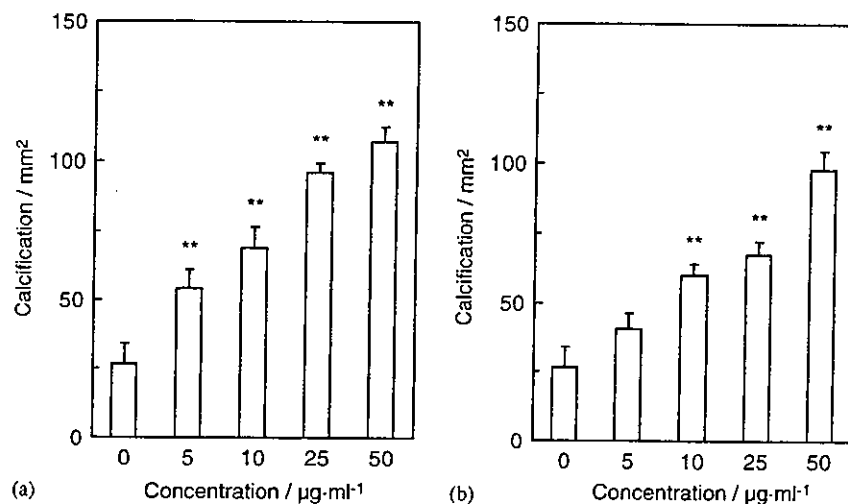 150
100
50
0
Calcification / mm²
**
**
**
**
0 5 10 25 50
(a) Concentration / µg·ml⁻¹
150
100
50
0
Calcification / mm²
**
**
**
0 5 10 25 50
(b) Concentration / µg·ml⁻¹